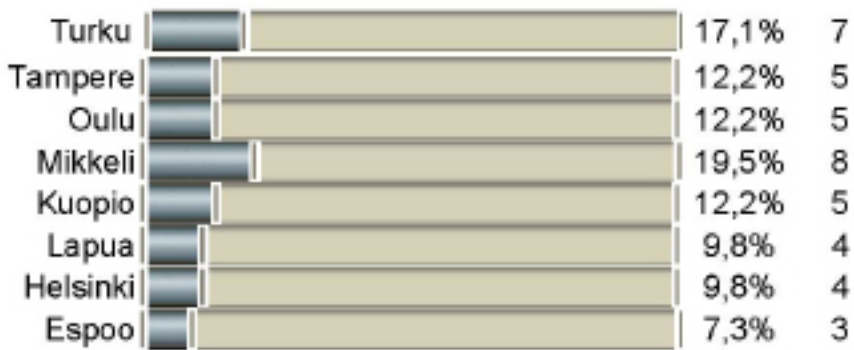 Turku 17,1% 7
Tampere 12,2% 5
Oulu 12,2% 5
Mikkeli 19,5% 8
Kuopio 12,2% 5
Lapua 9,8% 4
Helsinki 9,8% 4
Espoo 7,3% 3